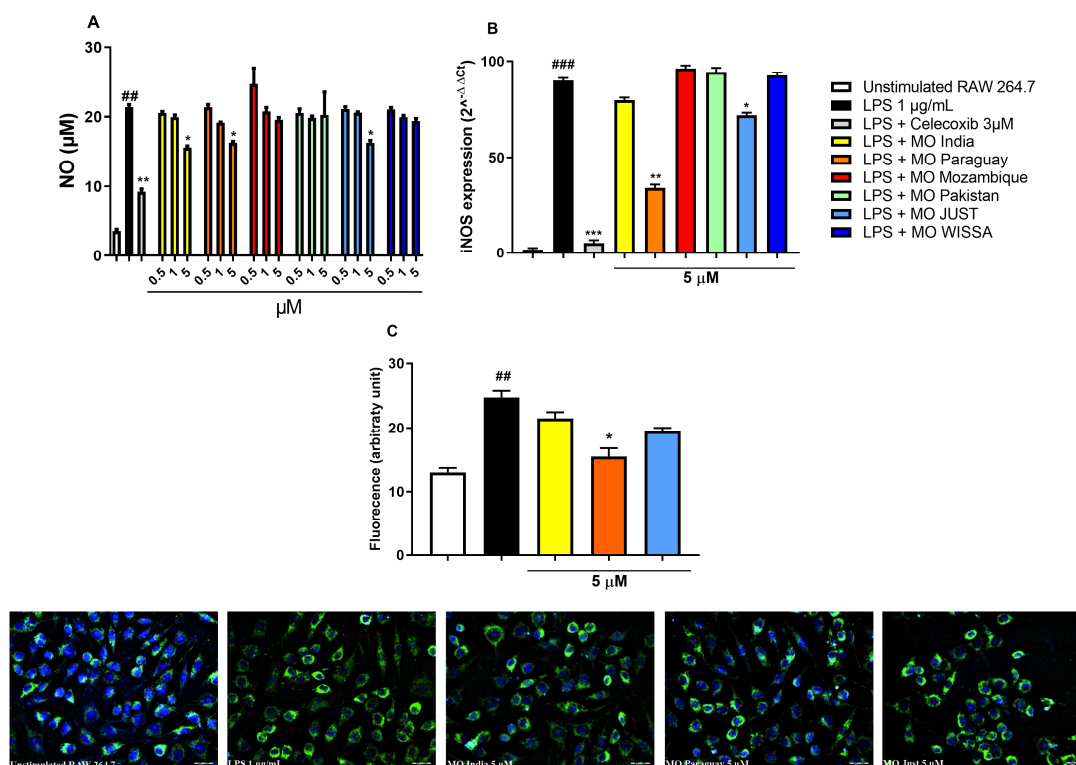 A
NO (µM)
30
20
10
0
##
**
*
*
*
0.5 1 5 0.5 1 5 0.5 1 5 0.5 1 5 0.5 1 5 0.5 1 5
µM
B
iNOS expression (2^-ΔΔCt)
100
50
0
###
***
**
*
5 µM
Unstimulated RAW 264.7
LPS 1 µg/mL
LPS + Celecoxib 3µM
LPS + MO India
LPS + MO Paraguay
LPS + MO Mozambique
LPS + MO Pakistan
LPS + MO JUST
LPS + MO WISSA
C
Fluorecence (arbitraty unit)
30
20
10
0
##
*
5 µM
Unstimulated RAW 264.7
LPS 1 µg/mL
MO India 5 µM
MO Paraguay 5 µM
MO Just 5 µM